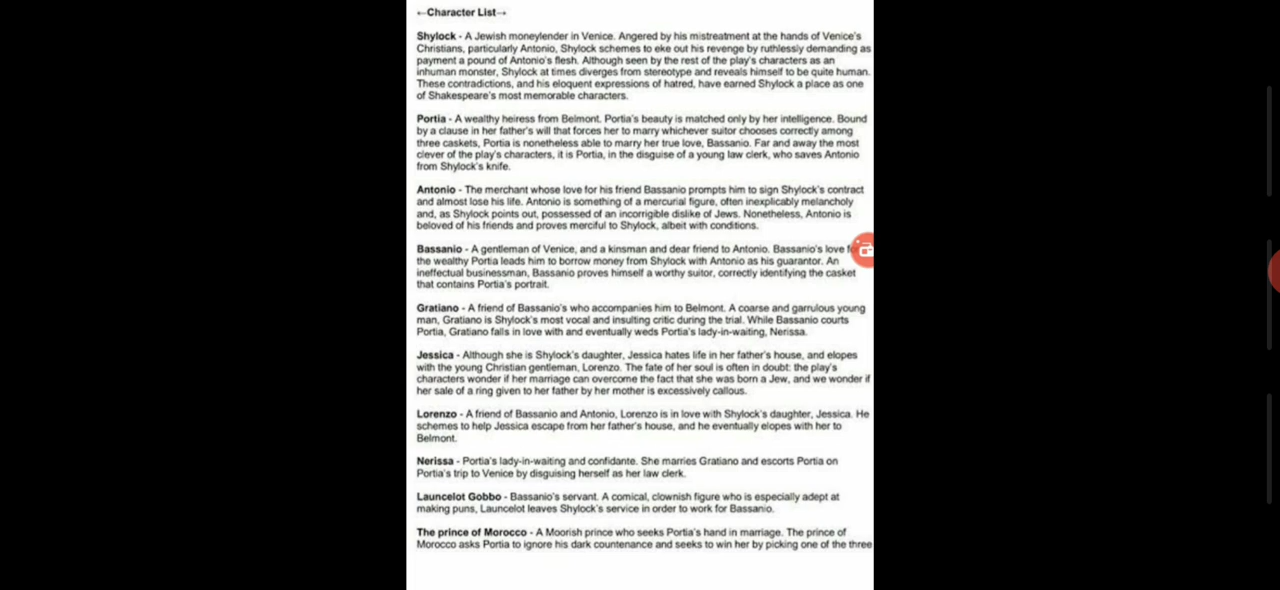 ←Character List→
Shylock - A Jewish moneylender in Venice. Angered by his mistreatment at the hands of Venice's
Christians, particularly Antonio, Shylock schemes to eke out his revenge by ruthlessly demanding as
payment a pound of Antonio's flesh. Although seen by the rest of the play's characters as an
inhuman monster, Shylock at times diverges from stereotype and reveals himself to be quite human.
These contradictions, and his eloquent expressions of hatred, have earned Shylock a place as one
of Shakespeare's most memorable characters.
Portia - A wealthy heiress from Belmont. Portia's beauty is matched only by her intelligence. Bound
by a clause in her father's will that forces her to marry whichever suitor chooses correctly among
three caskets, Portia is nonetheless able to marry her true love, Bassanio. Far and away the most
clever of the play's characters, it is Portia, in the disguise of a young law clerk, who saves Antonio
from Shylock's knife.
Antonio - The merchant whose love for his friend Bassanio prompts him to sign Shylock's contract
and almost lose his life. Antonio is something of a mercurial figure, often inexplicably melancholy
and, as Shylock points out, possessed of an incorrigible dislike of Jews. Nonetheless, Antonio is
beloved of his friends and proves merciful to Shylock, albeit with conditions.
Bassanio - A gentleman of Venice, and a kinsman and dear friend to Antonio. Bassanio's love
the wealthy Portia leads him to borrow money from Shylock with Antonio as his guarantor. An
ineffectual businessman, Bassanio proves himself a worthy suitor, correctly identifying the casket
that contains Portia's portrait.
Gratiano - A friend of Bassanio's who accompanies him to Belmont. A coarse and garrulous young
man, Gratiano is Shylock's most vocal and insulting critic during the trial. While Bassanio courts
Portia, Gratiano falls in love with and eventually weds Portia's lady-in-waiting, Nerissa.
Jessica - Although she is Shylock's daughter, Jessica hates life in her father's house, and elopes
with the young Christian gentleman, Lorenzo. The fate of her soul is often in doubt: the play's
characters wonder if her marriage can overcome the fact that she was born a Jew, and we wonder if
her sale of a ring given to her father by her mother is excessively callous.
Lorenzo - A friend of Bassanio and Antonio, Lorenzo is in love with Shylock's daughter, Jessica. He
schemes to help Jessica escape from her father's house, and he eventually elopes with her to
Belmont.
Nerissa - Portia's lady-in-waiting and confidante. She marries Gratiano and escorts Portia on
Portia's trip to Venice by disguising herself as her law clerk.
Launcelot Gobbo - Bassanio's servant. A comical, clownish figure who is especially adept at
making puns, Launcelot leaves Shylock's service in order to work for Bassanio.
The prince of Morocco - A Moorish prince who seeks Portia's hand in marriage. The prince of
Morocco asks Portia to ignore his dark countenance and seeks to win her by picking one of the three